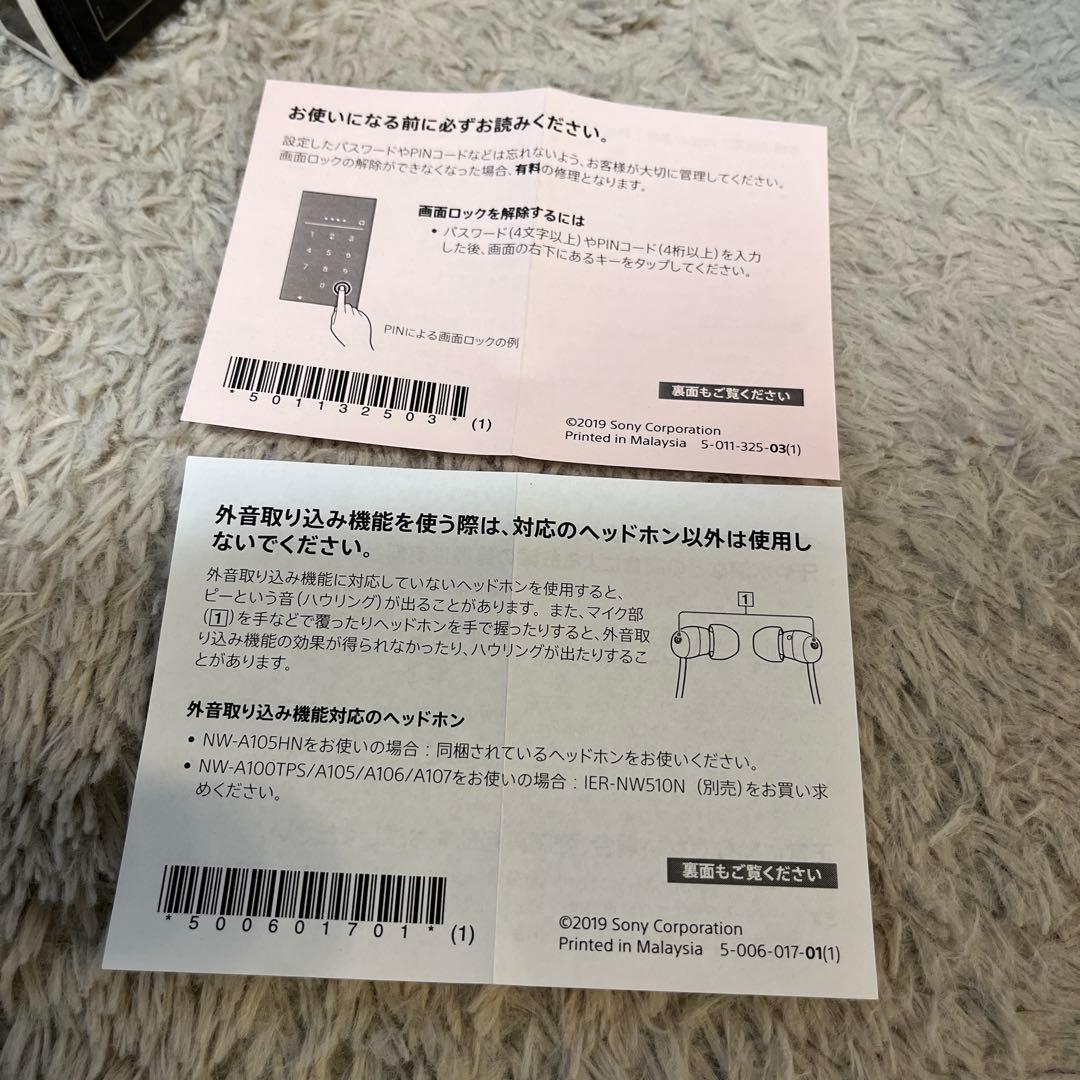 お使いになる前に必ずお読みください。
設定したパスワードやPINコードなどは忘れないよう、お客様が大切に管理してください。
画面ロックの解除ができなくなった場合、有料の修理となります。
画面ロックを解除するには
• パスワード(4文字以上)やPINコード(4桁以上)を入力
した後、画面の右下にあるキーをタップしてください。
1 2 3
4 5 6
7 8 9
0
PINによる画面ロックの例
裏面もご覧ください
*501132503* (1)
©2019 Sony Corporation
Printed in Malaysia 5-011-325-03(1)
外音取り込み機能を使う際は、対応のヘッドホン以外は使用し
ないでください。
外音取り込み機能に対応していないヘッドホンを使用すると、
ピーという音(ハウリング)が出ることがあります。また、マイク部
(1)を手などで覆ったりヘッドホンを手で握ったりすると、外音取
り込み機能の効果が得られなかったり、ハウリングが出たりするこ
とがあります。
1
外音取り込み機能対応のヘッドホン
• NW-A105HNをお使いの場合：同梱されているヘッドホンをお使いください。
• NW-A100TPS/A105/A106/A107をお使いの場合：IER-NW510N（別売）をお買い求
めください。
裏面もご覧ください
*500601701* (1)
©2019 Sony Corporation
Printed in Malaysia 5-006-017-01(1)